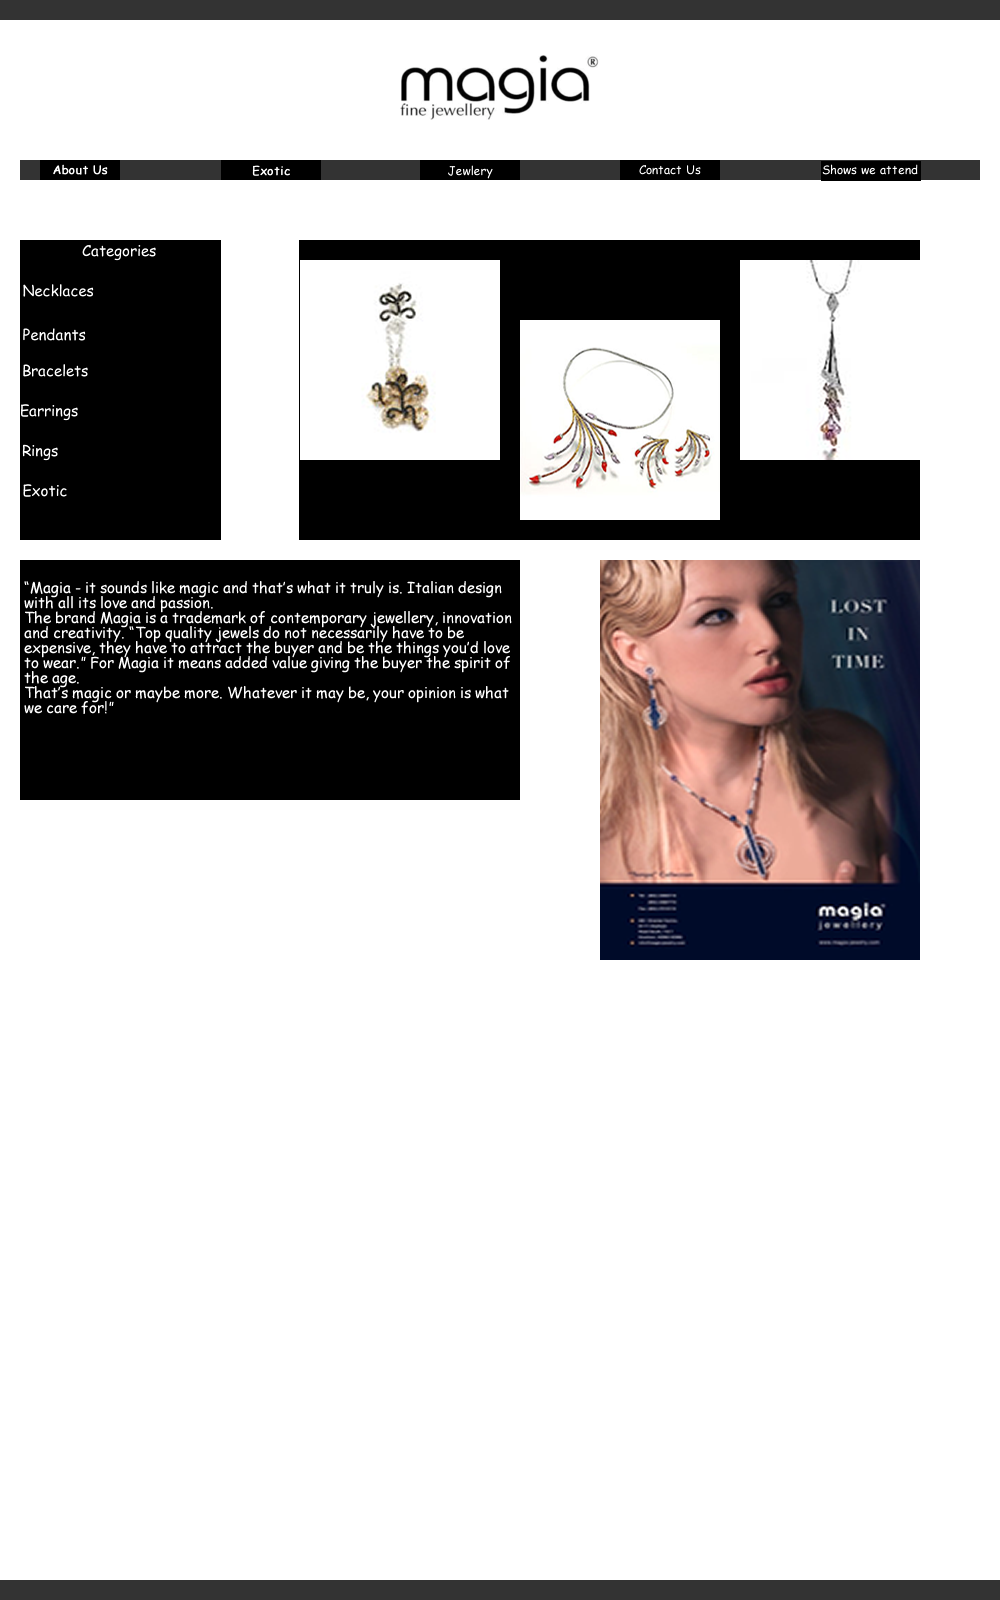 magia®
fine jewellery
About Us
Exotic
Jewlery
Contact Us
Shows we attend
Categories
Necklaces
Pendants
Bracelets
Earrings
Rings
Exotic
“Magia - it sounds like magic and that’s what it truly is. Italian design
with all its love and passion.
The brand Magia is a trademark of contemporary jewellery, innovation
and creativity. “Top quality jewels do not necessarily have to be
expensive, they have to attract the buyer and be the things you’d love
to wear.” For Magia it means added value giving the buyer the spirit of
the age.
That’s magic or maybe more. Whatever it may be, your opinion is what
we care for!”
LOST
IN
TIME
magia
jewellery